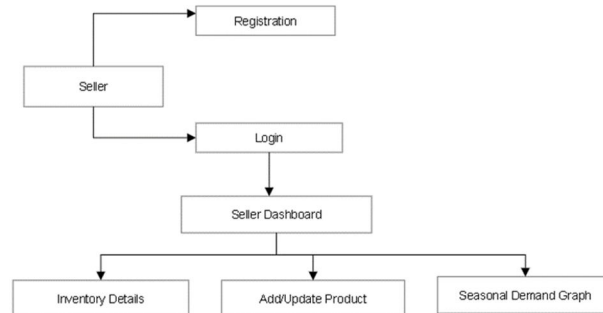 Registration
Seller
Login
Seller Dashboard
Inventory Details
Add/Update Product
Seasonal Demand Graph